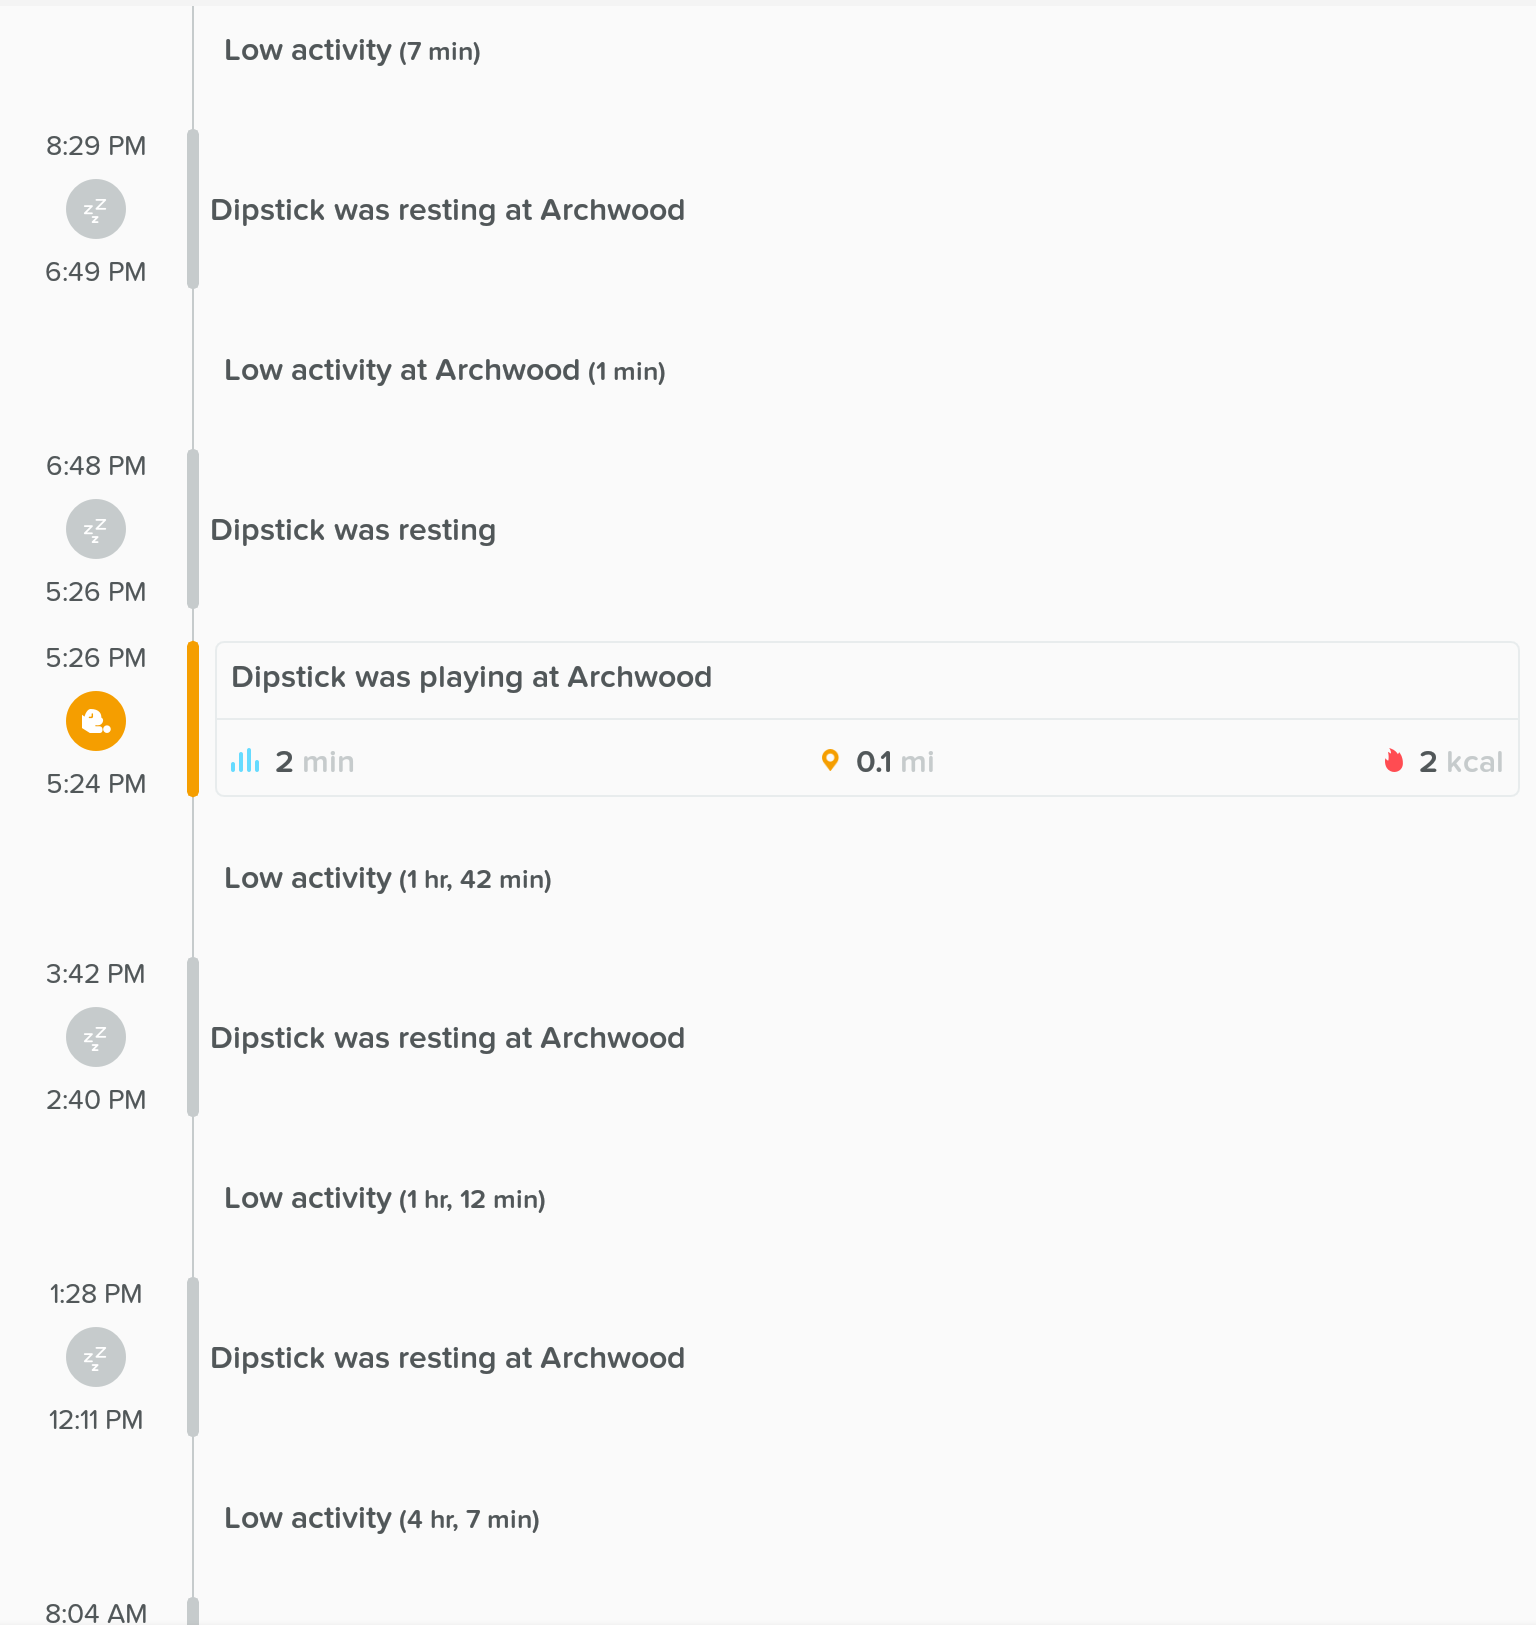 Low activity (7 min)
8:29 PM
zZz
Dipstick was resting at Archwood
6:49 PM
Low activity at Archwood (1 min)
6:48 PM
zZz
Dipstick was resting
5:26 PM
5:26 PM
Dipstick was playing at Archwood
2 min 0.1 mi 2 kcal
5:24 PM
Low activity (1 hr, 42 min)
3:42 PM
zZz
Dipstick was resting at Archwood
2:40 PM
Low activity (1 hr, 12 min)
1:28 PM
zZz
Dipstick was resting at Archwood
12:11 PM
Low activity (4 hr, 7 min)
8:04 AM